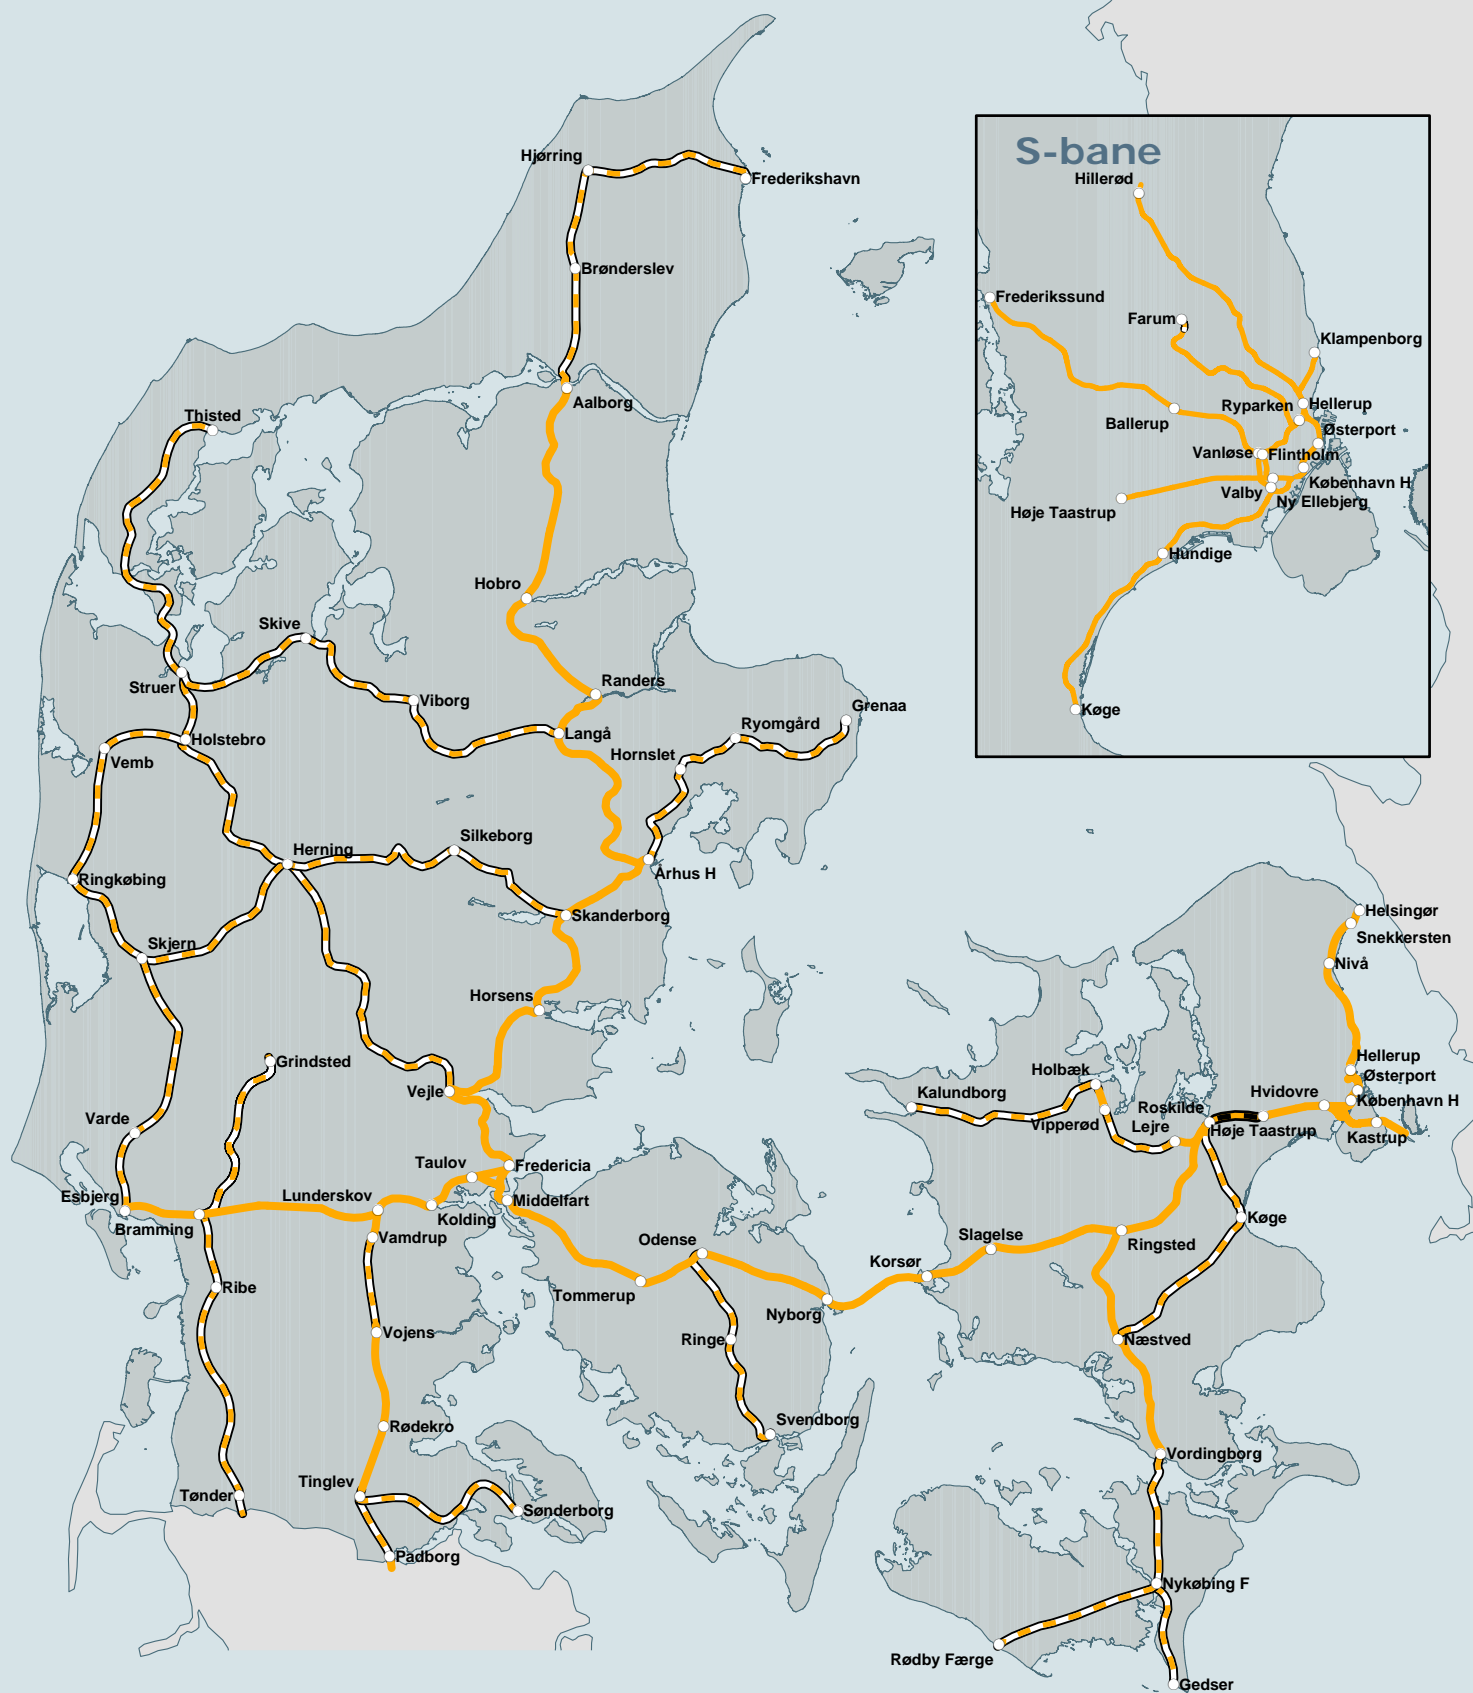 S-bane
Hillerød
Frederikssund
Farum
Klampenborg
Ryparken
Hellerup
Ballerup
Østerport
Vanløse
Flintholm
København H
Valby
Ny Ellebjerg
Høje Taastrup
Hundige
Køge
Hjørring
Frederikshavn
Brønderslev
Aalborg
Thisted
Hobro
Skive
Struer
Randers
Viborg
Grenaa
Ryomgård
Langå
Holstebro
Hornslet
Vemb
Silkeborg
Herning
Århus H
Ringkøbing
Skanderborg
Skjern
Horsens
Grindsted
Vejle
Varde
Taulov
Fredericia
Esbjerg
Lunderskov
Middelfart
Bramming
Kolding
Vamdrup
Ribe
Vojens
Rødekro
Tinglev
Tønder
Sønderborg
Padborg
Odense
Tommerup
Nyborg
Ringe
Svendborg
Helsingør
Snekkersten
Nivå
Hellerup
Holbæk
Østerport
Kalundborg
Hvidovre
København H
Roskilde
Vipperød
Lejre
Høje Taastrup
Kastrup
Køge
Slagelse
Ringsted
Korsør
Næstved
Vordingborg
Nykøbing F
Rødby Færge
Gedser